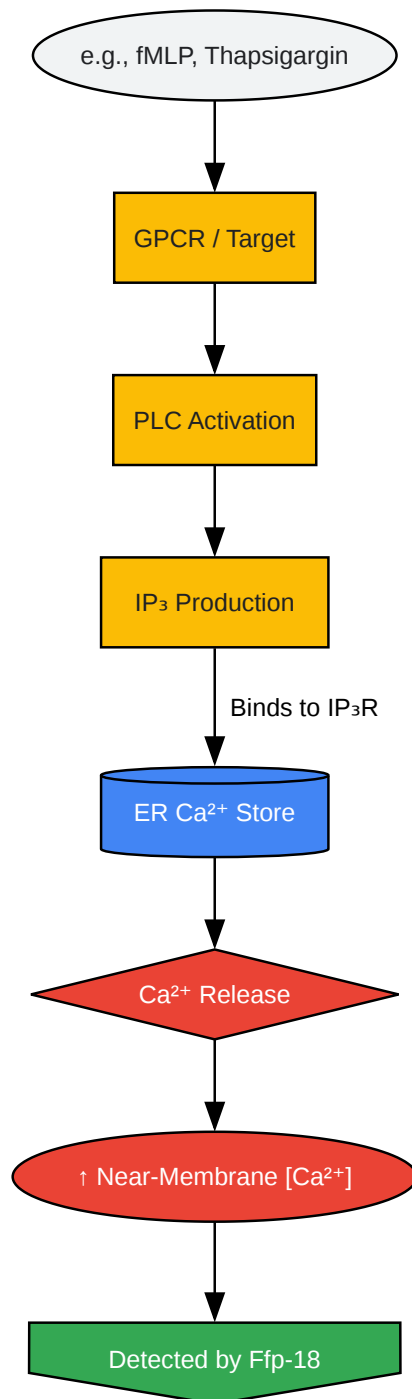 e.g., fMLP, Thapsigargin
GPCR / Target
PLC Activation
IP₃ Production
Binds to IP₃R
ER Ca²⁺ Store
Ca²⁺ Release
↑ Near-Membrane [Ca²⁺]
Detected by Ffp-18